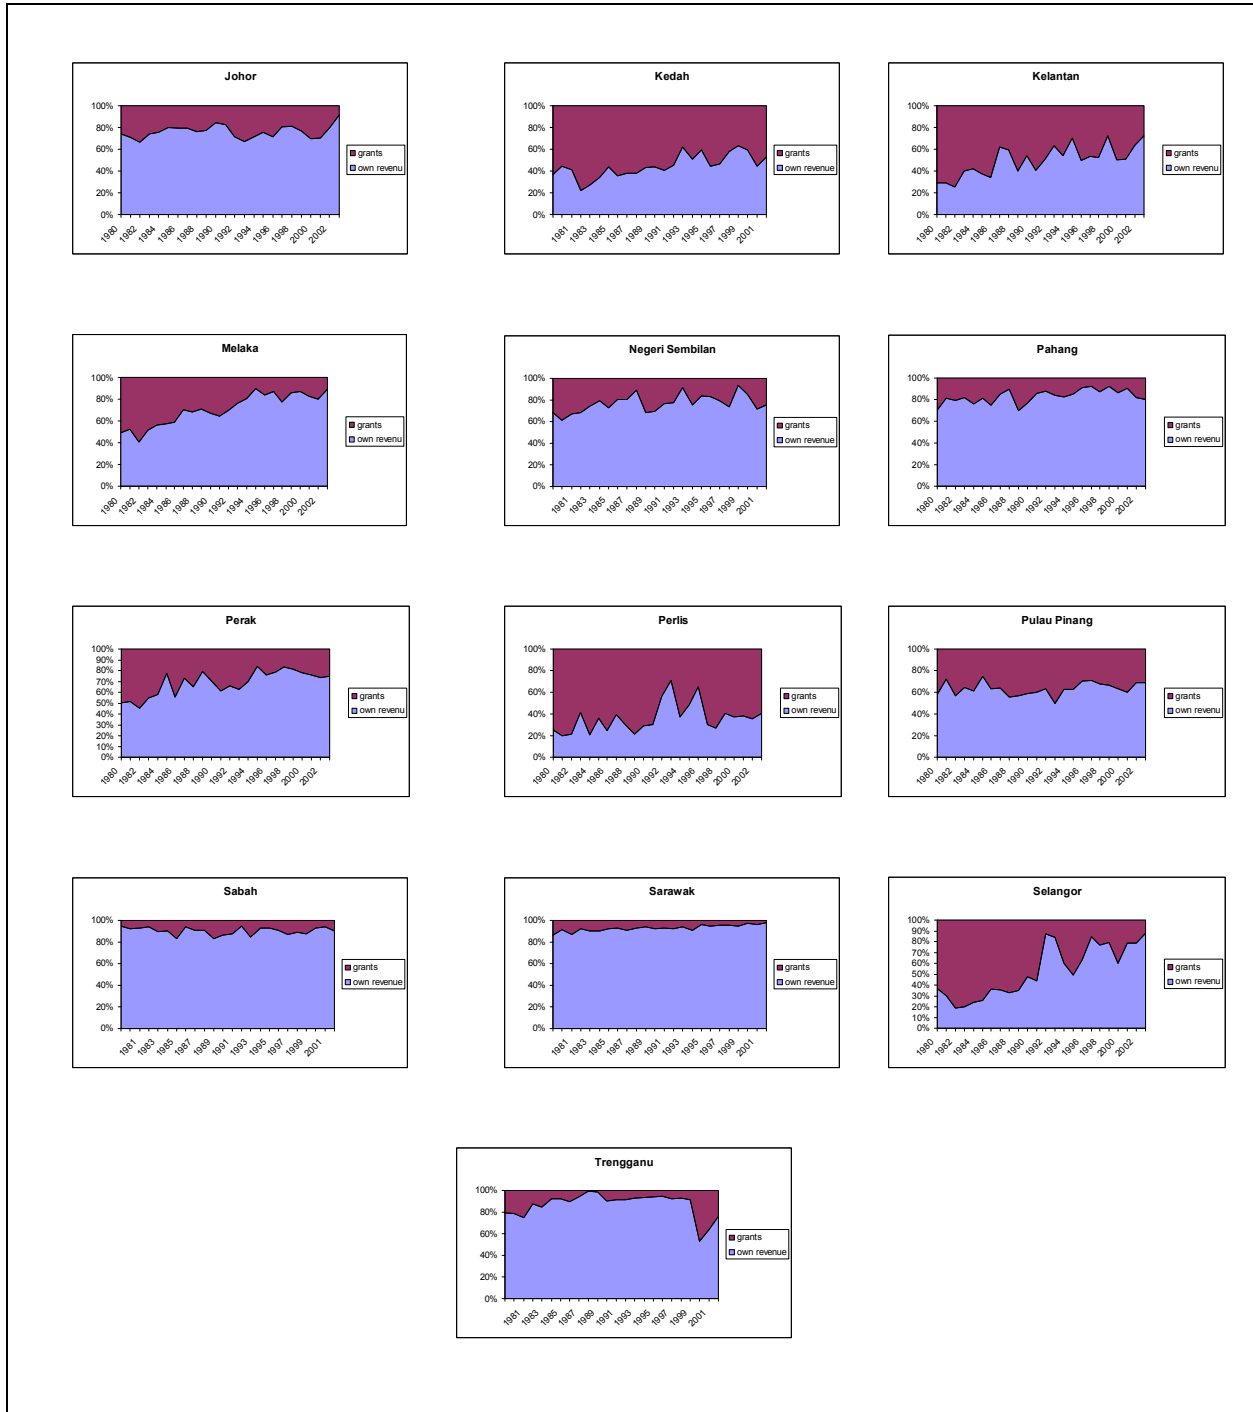 Johor
100%
80%
60%
40%
20%
0%
1980 1982 1984 1986 1988 1990 1992 1994 1996 1998 2000 2002
grants
own revenu
Kedah
100%
80%
60%
40%
20%
0%
1981 1983 1985 1987 1989 1991 1993 1995 1997 1999 2001
grants
own revenue
Kelantan
100%
80%
60%
40%
20%
0%
1980 1982 1984 1986 1988 1990 1992 1994 1996 1998 2000 2002
grants
own revenu
Melaka
100%
80%
60%
40%
20%
0%
1980 1982 1984 1986 1988 1990 1992 1994 1996 1998 2000 2002
grants
own revenu
Negeri Sembilan
100%
80%
60%
40%
20%
0%
1981 1983 1985 1987 1989 1991 1993 1995 1997 1999 2001
grants
own revenue
Pahang
100%
80%
60%
40%
20%
0%
1980 1982 1984 1986 1988 1990 1992 1994 1996 1998 2000 2002
grants
own revenu
Perak
100%
90%
80%
70%
60%
50%
40%
30%
20%
10%
0%
1980 1982 1984 1986 1988 1990 1992 1994 1996 1998 2000 2002
grants
own revenu
Perlis
100%
80%
60%
40%
20%
0%
1980 1982 1984 1986 1988 1990 1992 1994 1996 1998 2000 2002
grants
own revenu
Pulau Pinang
100%
80%
60%
40%
20%
0%
1980 1982 1984 1986 1988 1990 1992 1994 1996 1998 2000 2002
grants
own revenu
Sabah
100%
80%
60%
40%
20%
0%
1981 1983 1985 1987 1989 1991 1993 1995 1997 1999 2001
grants
own revenue
Sarawak
100%
80%
60%
40%
20%
0%
1981 1983 1985 1987 1989 1991 1993 1995 1997 1999 2001
grants
own revenue
Selangor
100%
90%
80%
70%
60%
50%
40%
30%
20%
10%
0%
1980 1982 1984 1986 1988 1990 1992 1994 1996 1998 2000 2002
grants
own revenu
Trengganu
100%
80%
60%
40%
20%
0%
1981 1983 1985 1987 1989 1991 1993 1995 1997 1999 2001
grants
own revenue